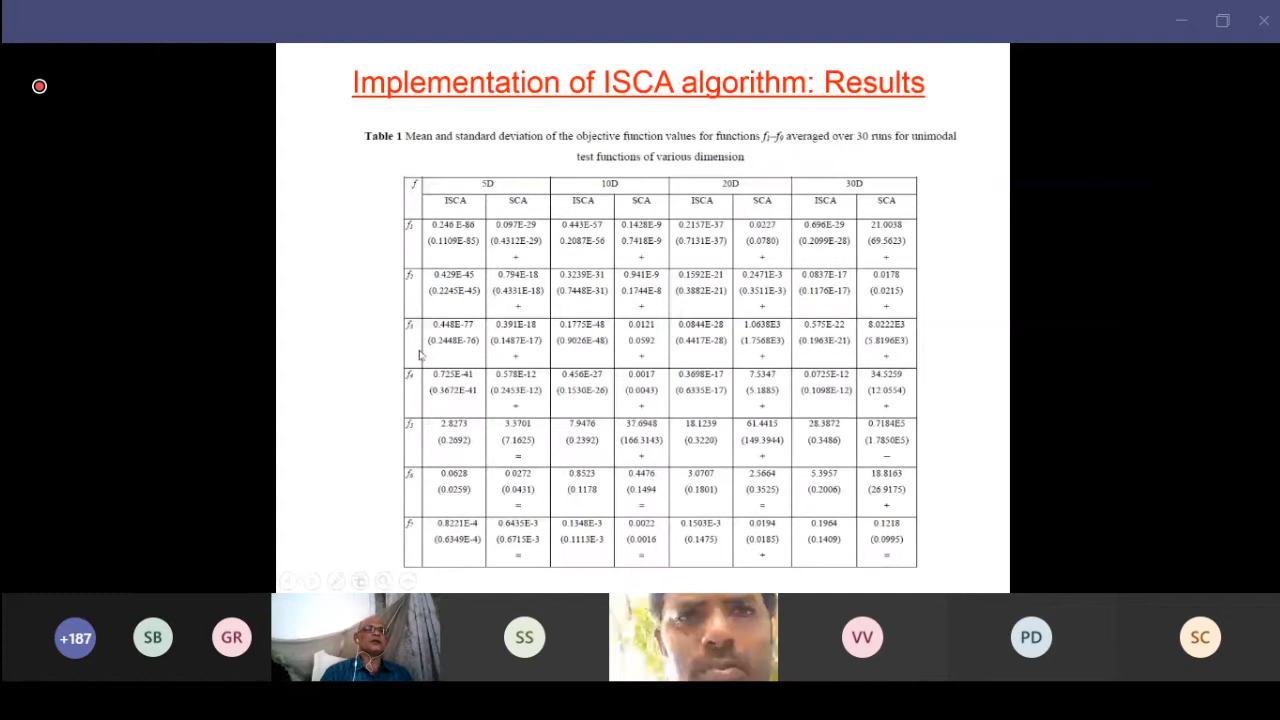 Implementation of ISCA algorithm: Results
Table 1 Mean and standard deviation of the objective function values for functions f1–f9 averaged over 30 runs for unimodal
test functions of various dimension
f 5D 10D 20D 30D
ISCA SCA ISCA SCA ISCA SCA ISCA SCA
f1 0.246 E-86 0.097E-29 0.443E-57 0.1428E-9 0.2157E-37 0.0227 0.696E-29 21.0038
(0.1109E-85) (0.4312E-29) 0.2087E-56 0.7418E-9 (0.7131E-37) (0.0780) (0.2099E-28) (69.5623)
+ + + +
f2 0.429E-45 0.794E-18 0.3239E-31 0.941E-9 0.1592E-21 0.2471E-3 0.0837E-17 0.0178
(0.2245E-45) (0.4331E-18) (0.7448E-31) 0.1744E-8 (0.3882E-21) (0.3511E-3) (0.1176E-17) (0.0215)
+ + + +
f3 0.448E-77 0.391E-18 0.1775E-48 0.0121 0.0844E-28 1.0638E3 0.575E-22 8.0222E3
(0.2448E-76) (0.1487E-17) (0.9026E-48) 0.0592 (0.4417E-28) (1.7568E3) (0.1963E-21) (5.8196E3)
+ + + +
f4 0.725E-41 0.578E-12 0.456E-27 0.0017 0.3698E-17 7.5347 0.0725E-12 34.5259
(0.3672E-41 (0.2453E-12) (0.1530E-26) (0.0043) (0.6335E-17) (5.1885) (0.1098E-12) (12.0554)
+ + + +
f5 2.8273 3.3701 7.9476 37.6948 18.1239 61.4415 28.3872 0.7184E5
(0.2692) (7.1625) (0.2392) (166.3143) (0.3220) (149.3944) (0.3486) (1.7850E5)
= + + −
f6 0.0628 0.0272 0.8523 0.4476 3.0707 2.5664 5.3957 18.8163
(0.0259) (0.0431) (0.1178 (0.1494 (0.1801) (0.3525) (0.2006) (26.9175)
= = = +
f7 0.8221E-4 0.6435E-3 0.1348E-3 0.0022 0.1503E-3 0.0194 0.1964 0.1218
(0.6349E-4) (0.6715E-3 (0.1113E-3 (0.0016 (0.1475) (0.0185) (0.1409) (0.0995)
= = + =
+187 SB GR SS VV PD SC